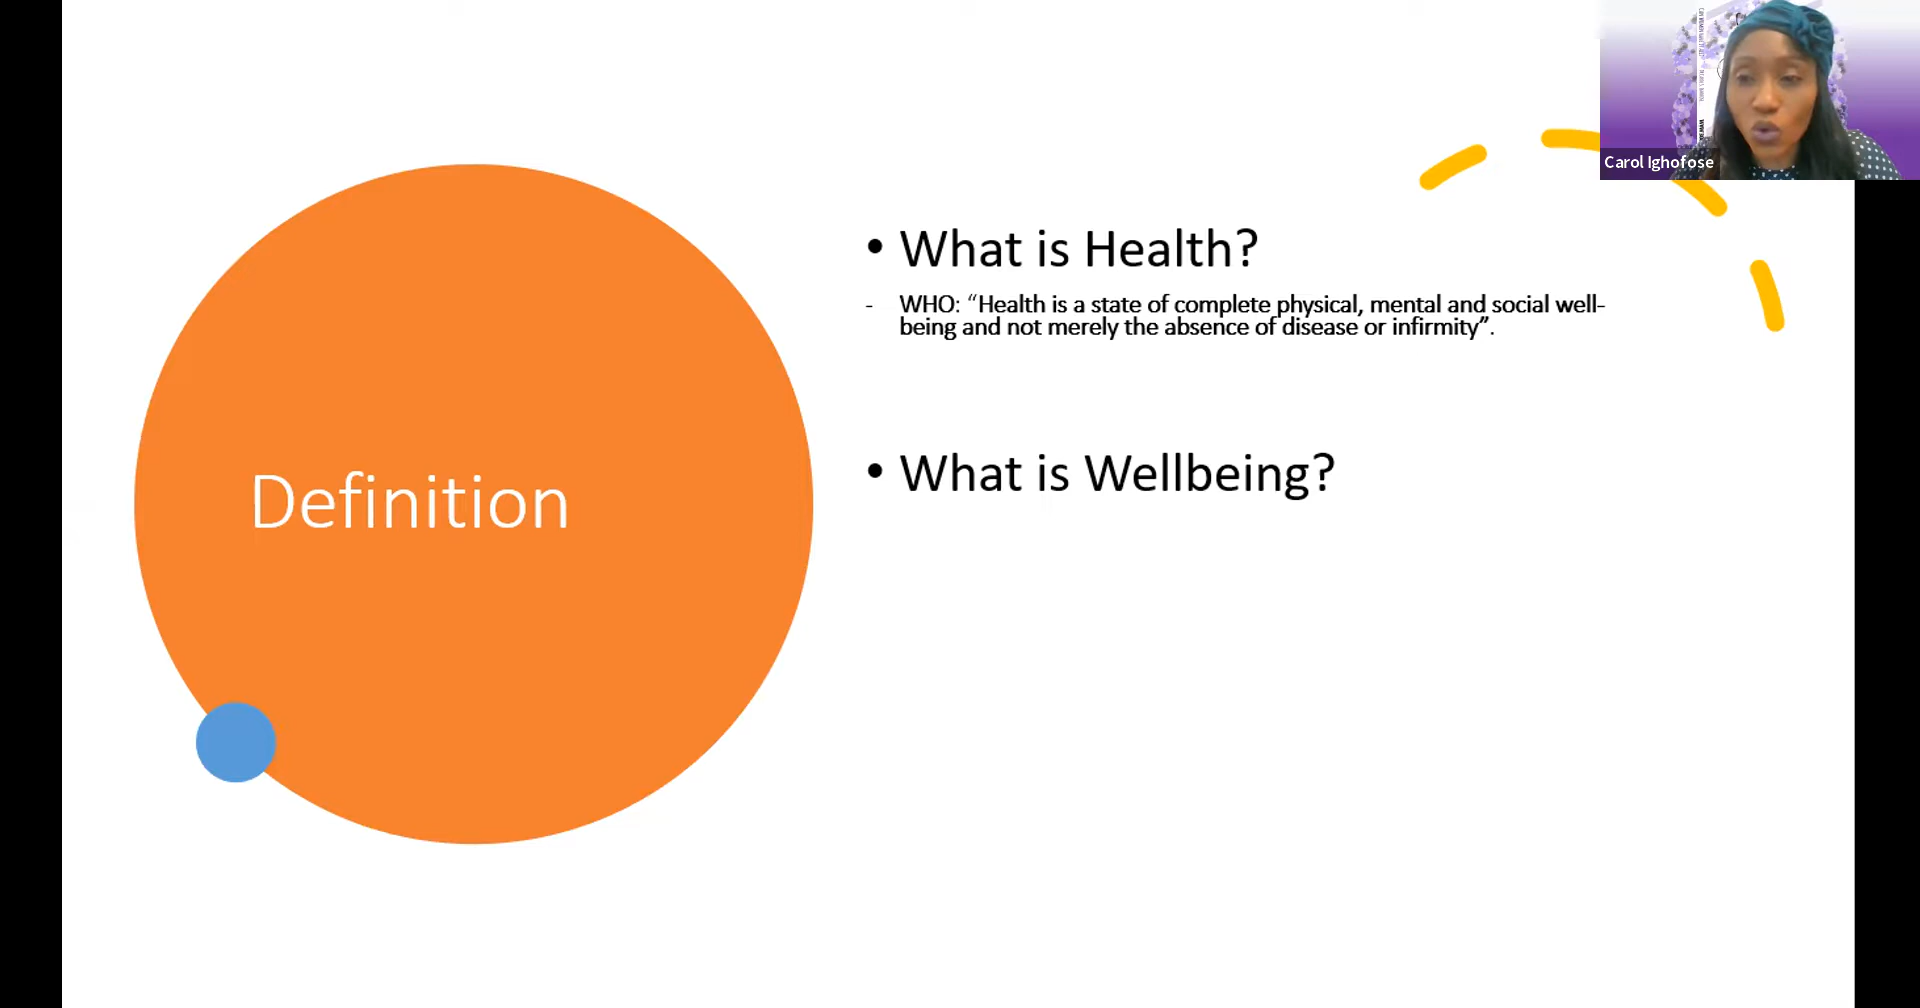 Carol Ighofose
• What is Health?
- WHO: “Health is a state of complete physical, mental and social well-
being and not merely the absence of disease or infirmity”.
Definition
• What is Wellbeing?